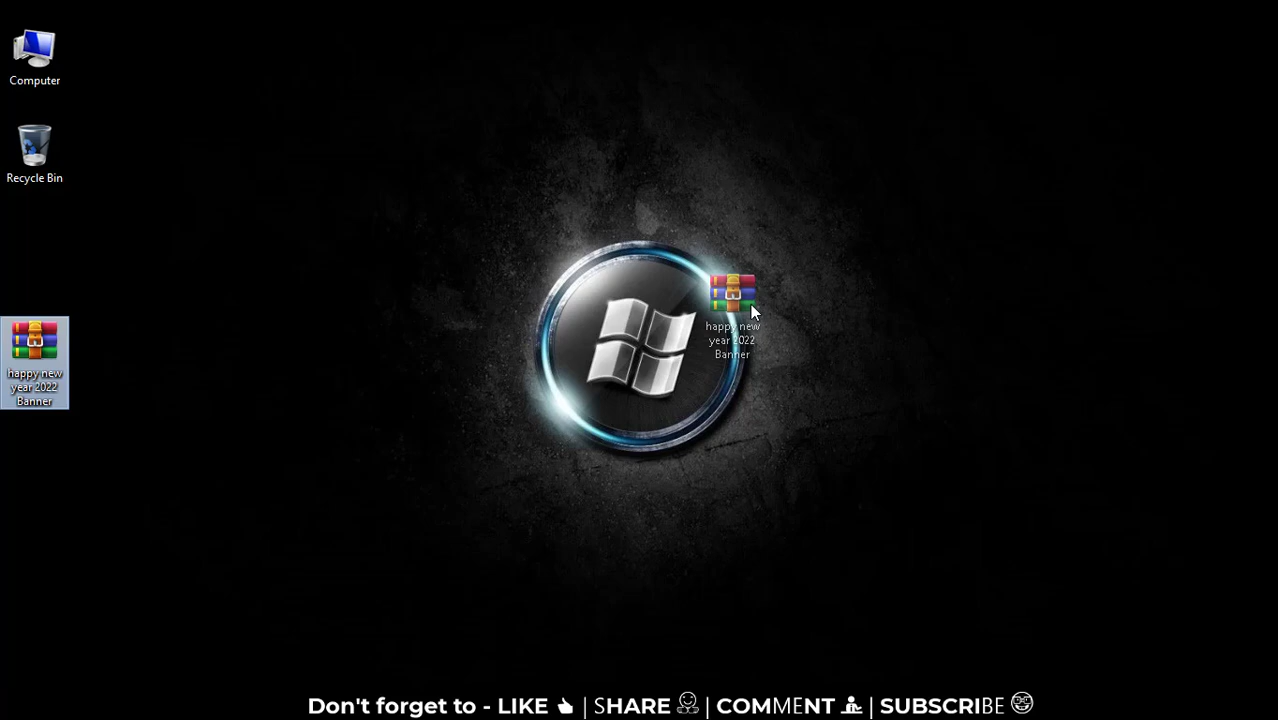 Computer
Recycle Bin
happy new
year 2022
Banner
happy new
year 2022
Banner
Don't forget to - LIKE | SHARE | COMMENT | SUBSCRIBE